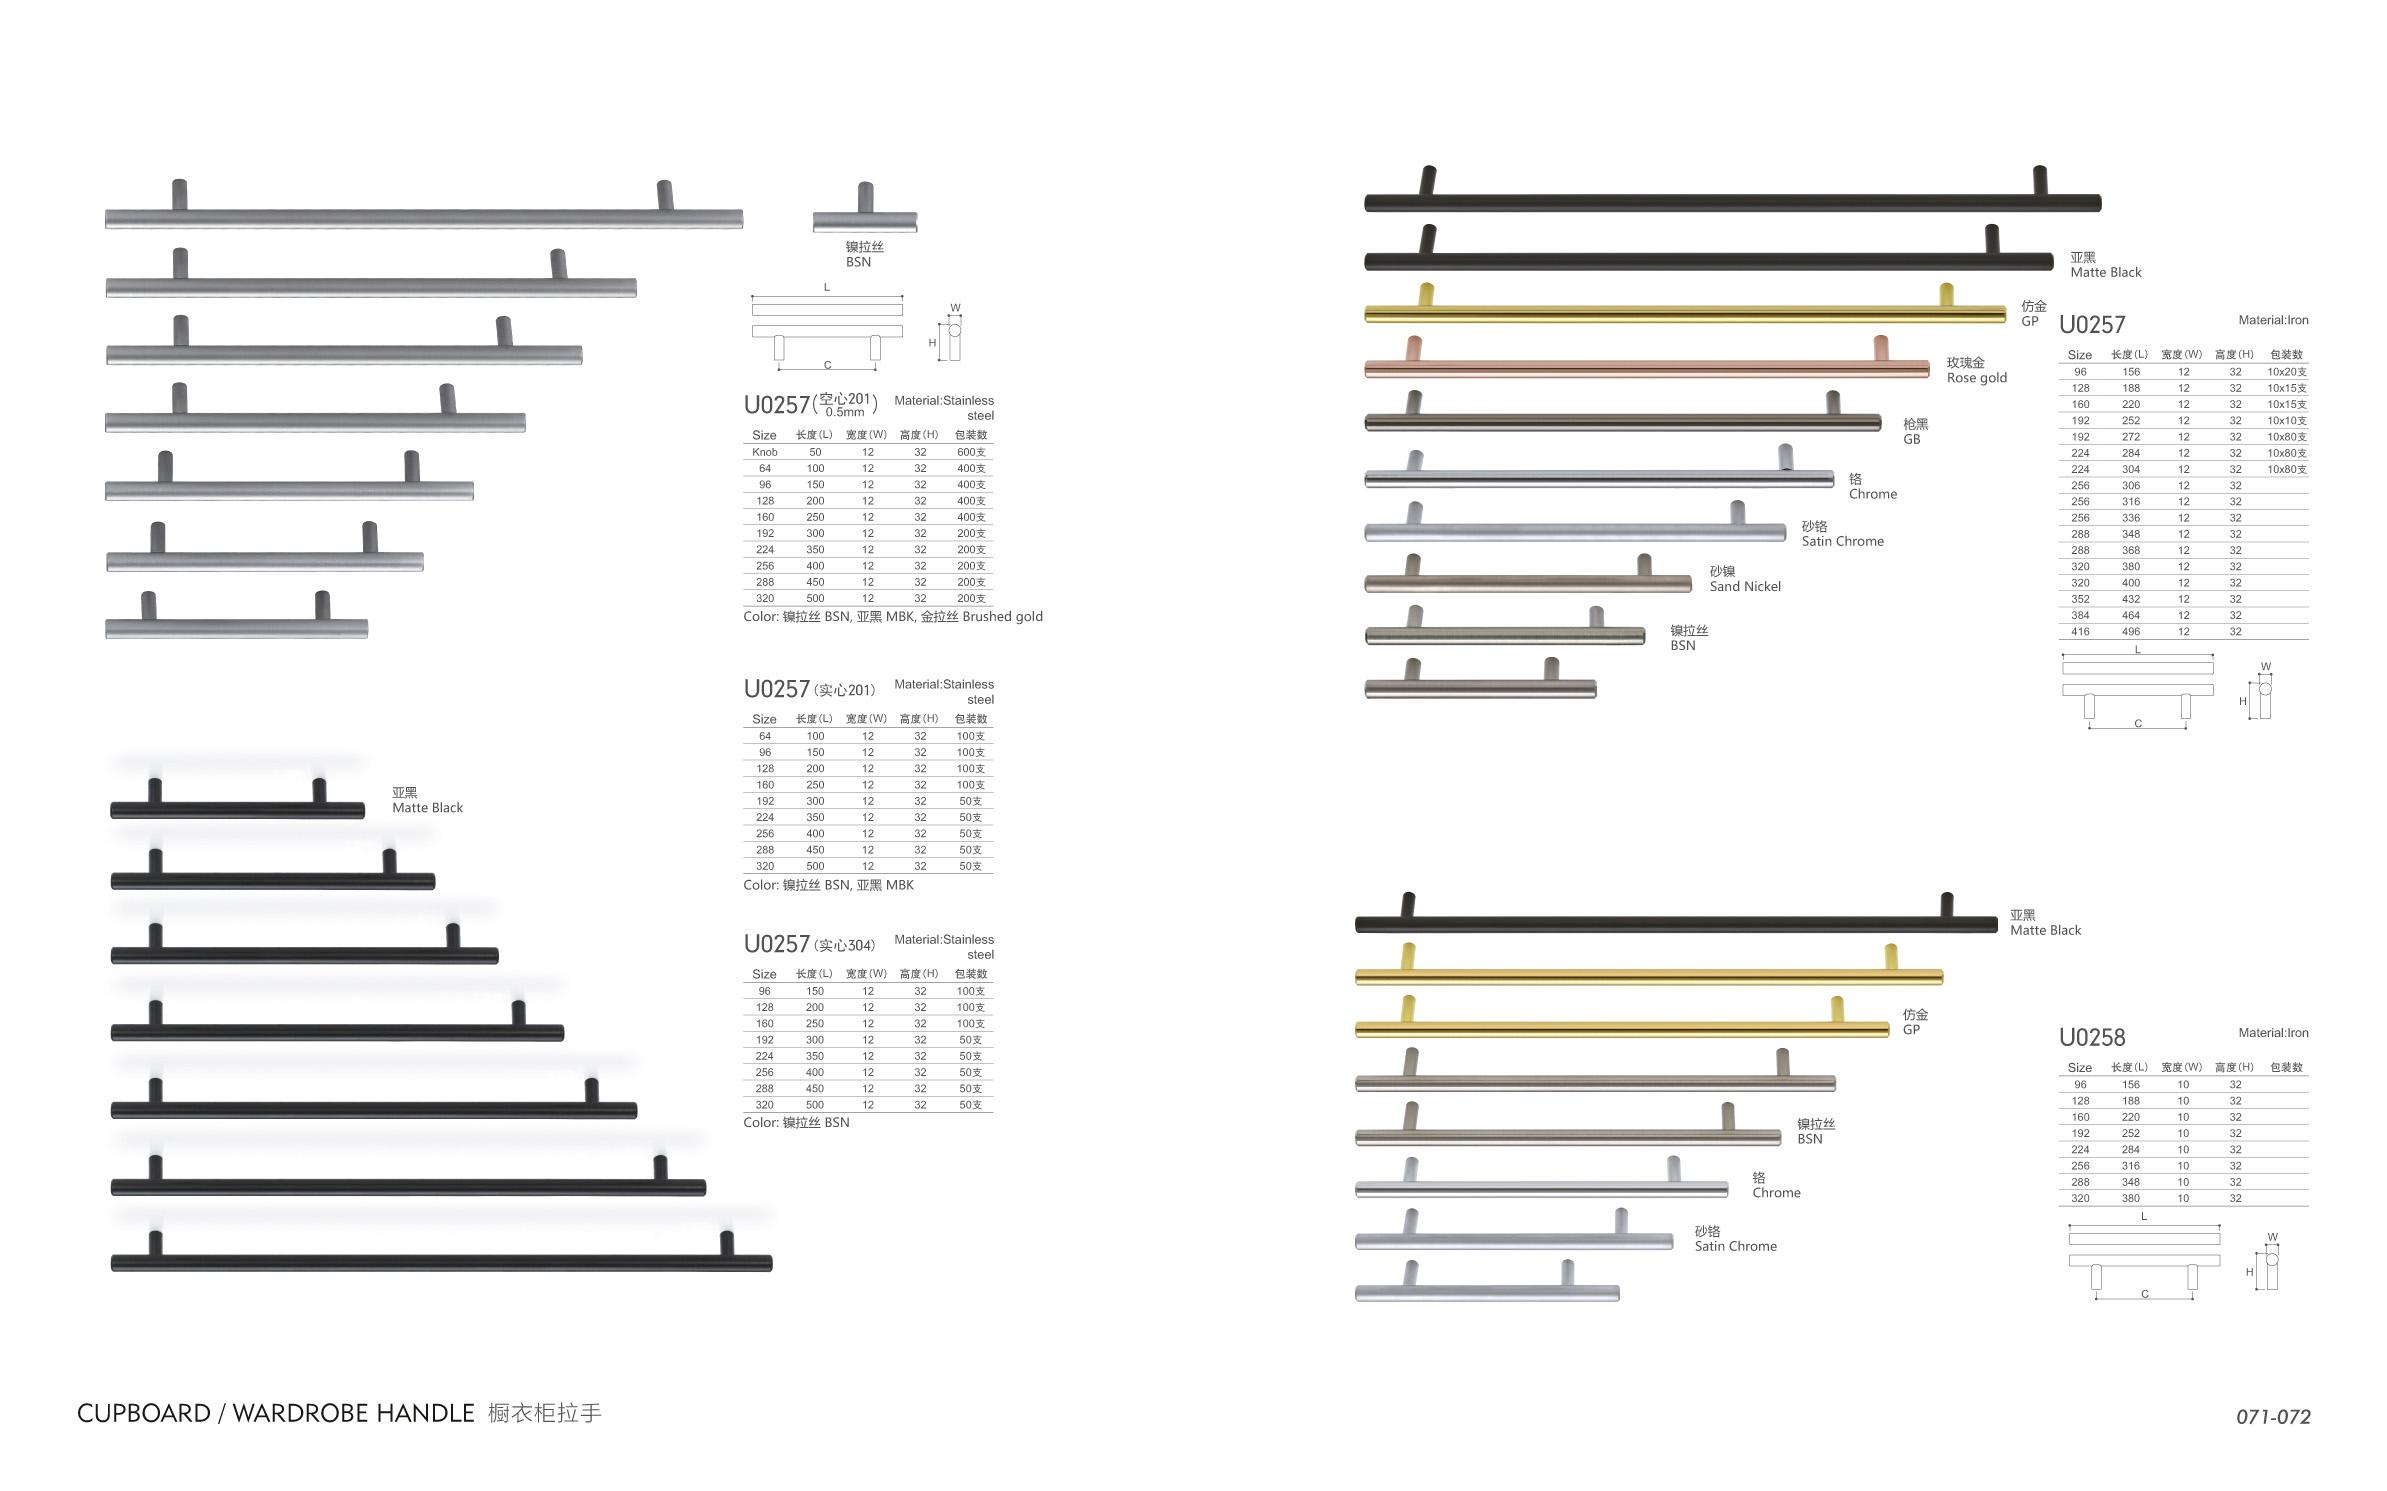 镍拉丝
BSN
L
W
H
C
U0257(空心201 0.5mm) Material:Stainless steel
Size 长度(L) 宽度(W) 高度(H) 包装数
Knob 50 12 32 600支
64 100 12 32 400支
96 150 12 32 400支
128 200 12 32 400支
160 250 12 32 400支
192 300 12 32 200支
224 350 12 32 200支
256 400 12 32 200支
288 450 12 32 200支
320 500 12 32 200支
Color: 镍拉丝 BSN, 亚黑 MBK, 金拉丝 Brushed gold
U0257(实心201) Material:Stainless steel
Size 长度(L) 宽度(W) 高度(H) 包装数
64 100 12 32 100支
96 150 12 32 100支
128 200 12 32 100支
160 250 12 32 100支
192 300 12 32 50支
224 350 12 32 50支
256 400 12 32 50支
288 450 12 32 50支
320 500 12 32 50支
Color: 镍拉丝 BSN, 亚黑 MBK
亚黑
Matte Black
U0257(实心304) Material:Stainless steel
Size 长度(L) 宽度(W) 高度(H) 包装数
96 150 12 32 100支
128 200 12 32 100支
160 250 12 32 100支
192 300 12 32 50支
224 350 12 32 50支
256 400 12 32 50支
288 450 12 32 50支
320 500 12 32 50支
Color: 镍拉丝 BSN
亚黑
Matte Black
仿金
GP
玫瑰金
Rose gold
枪黑
GB
铬
Chrome
砂铬
Satin Chrome
砂镍
Sand Nickel
镍拉丝
BSN
U0257 Material:Iron
Size 长度(L) 宽度(W) 高度(H) 包装数
96 156 12 32 10x20支
128 188 12 32 10x15支
160 220 12 32 10x15支
192 252 12 32 10x10支
192 272 12 32 10x80支
224 284 12 32 10x80支
224 304 12 32 10x80支
256 306 12 32
256 316 12 32
256 336 12 32
288 348 12 32
288 368 12 32
320 380 12 32
320 400 12 32
352 432 12 32
384 464 12 32
416 496 12 32
L
W
H
C
亚黑
Matte Black
仿金
GP
镍拉丝
BSN
铬
Chrome
砂铬
Satin Chrome
U0258 Material:Iron
Size 长度(L) 宽度(W) 高度(H) 包装数
96 156 10 32
128 188 10 32
160 220 10 32
192 252 10 32
224 284 10 32
256 316 10 32
288 348 10 32
320 380 10 32
L
W
H
C
CUPBOARD / WARDROBE HANDLE 橱衣柜拉手
071-072